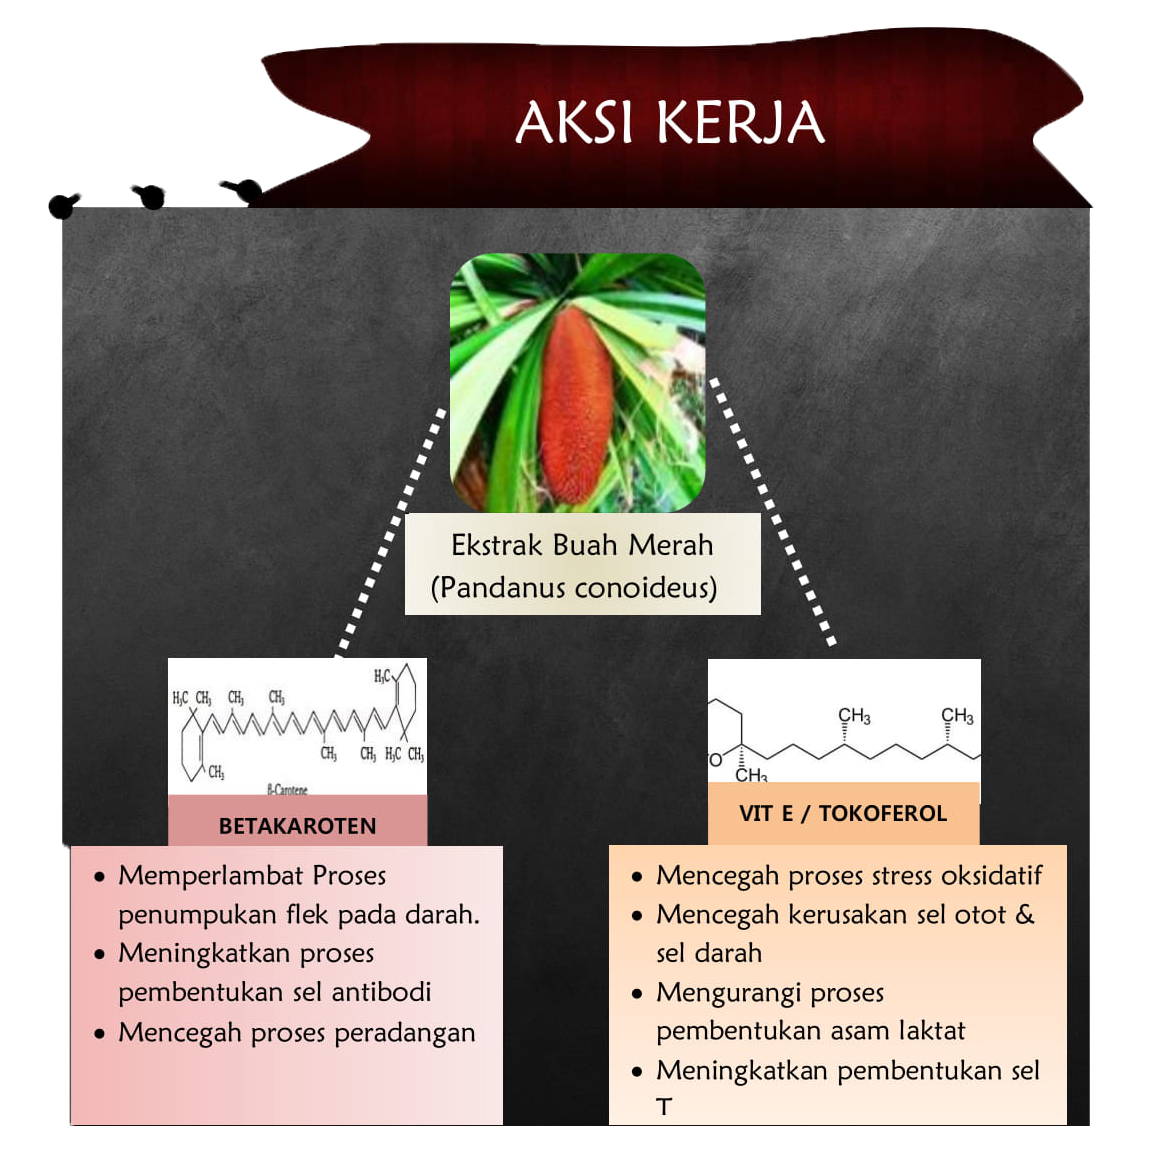 AKSI KERJA
Ekstrak Buah Merah
(Pandanus conoideus)
H₃C CH₃ CH₃ CH₃ H₃C
CH₃ CH₃ CH₃ H₃C CH₃
β-Carotene
BETAKAROTEN
• Memperlambat Proses
penumpukan flek pada darah.
• Meningkatkan proses
pembentukan sel antibodi
• Mencegah proses peradangan
CH₃ CH₃
O CH₃
VIT E / TOKOFEROL
• Mencegah proses stress oksidatif
• Mencegah kerusakan sel otot &
sel darah
• Mengurangi proses
pembentukan asam laktat
• Meningkatkan pembentukan sel
T